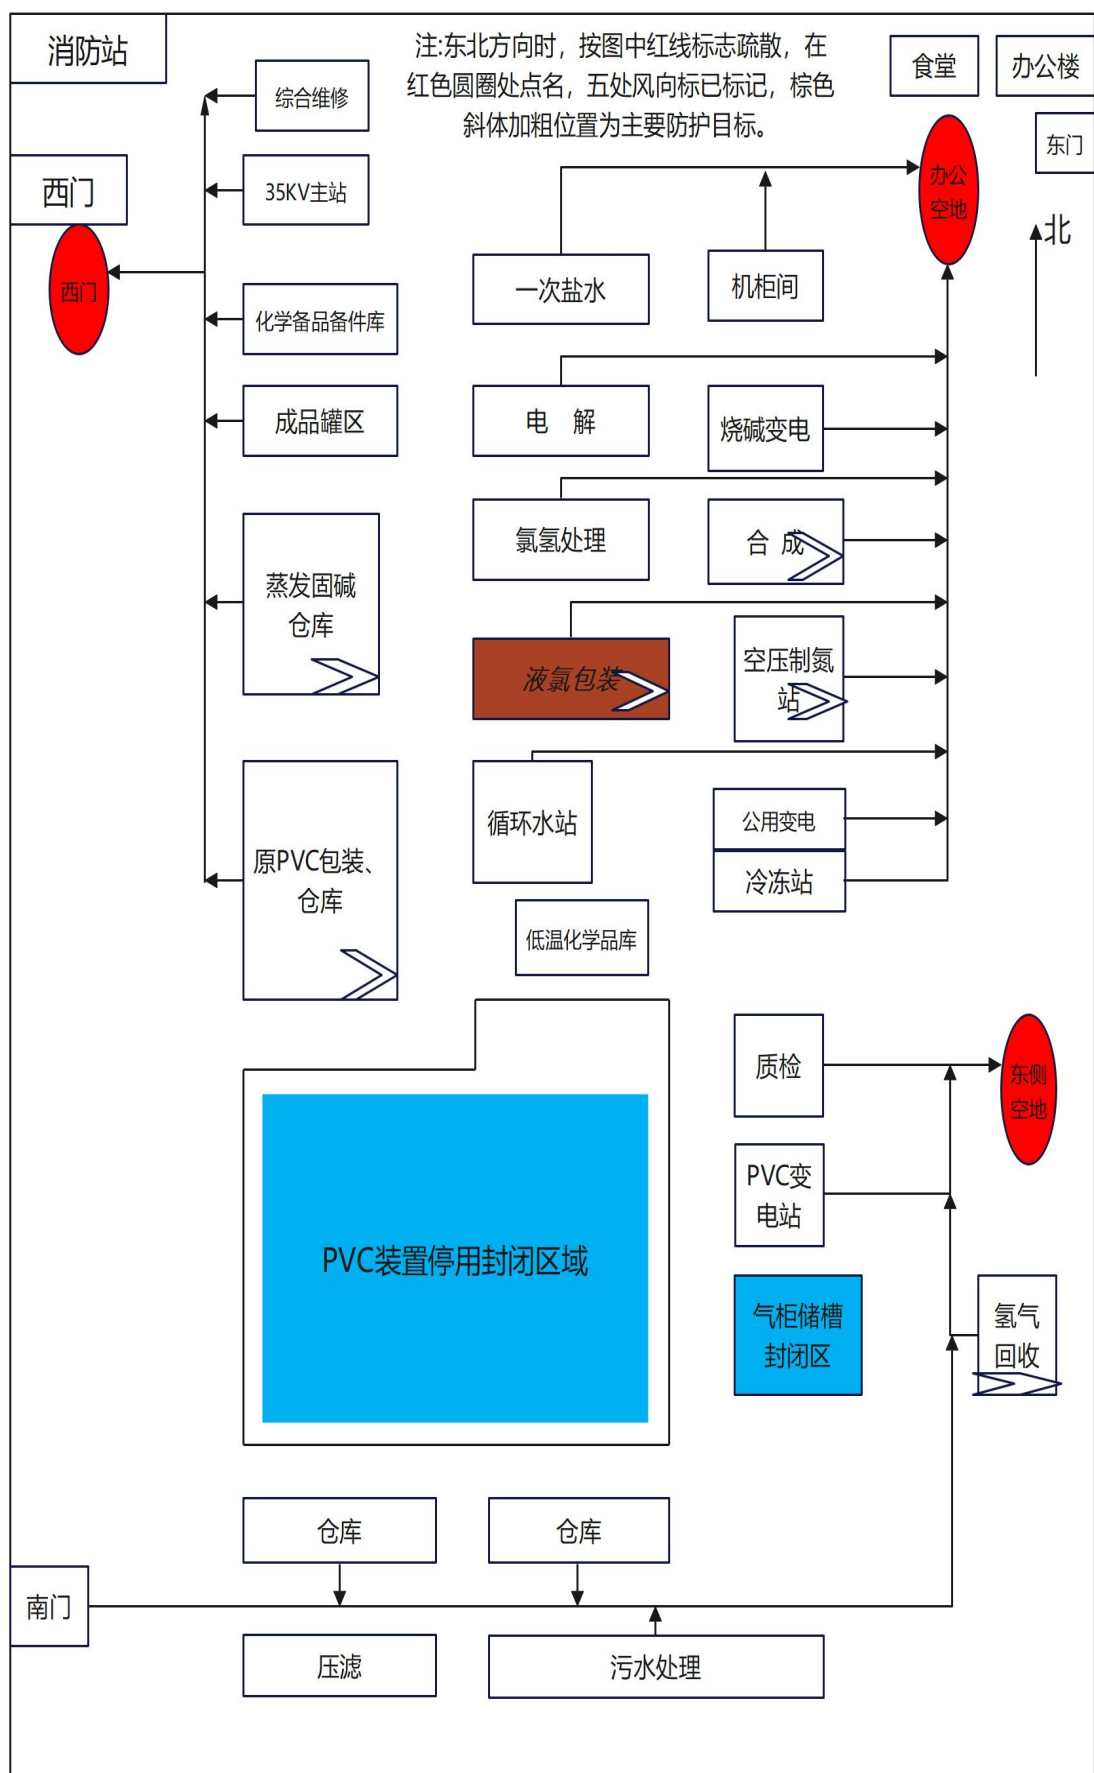 消防站
注:东北方向时，按图中红线标志疏散，在
红色圆圈处点名，五处风向标已标记，棕色
斜体加粗位置为主要防护目标。
食堂
办公楼
综合维修
东门
西门
35KV主站
办公
空地
北
西门
一次盐水
机柜间
化学备品备件库
成品罐区
电 解
烧碱变电
氯氢处理
合 成
蒸发固碱
仓库
液氯包装
空压制氮
站
原PVC包装、
仓库
循环水站
公用变电
冷冻站
低温化学品库
质检
东侧
空地
PVC变
电站
PVC装置停用封闭区域
气柜储槽
封闭区
氢气
回收
仓库
仓库
南门
压滤
污水处理